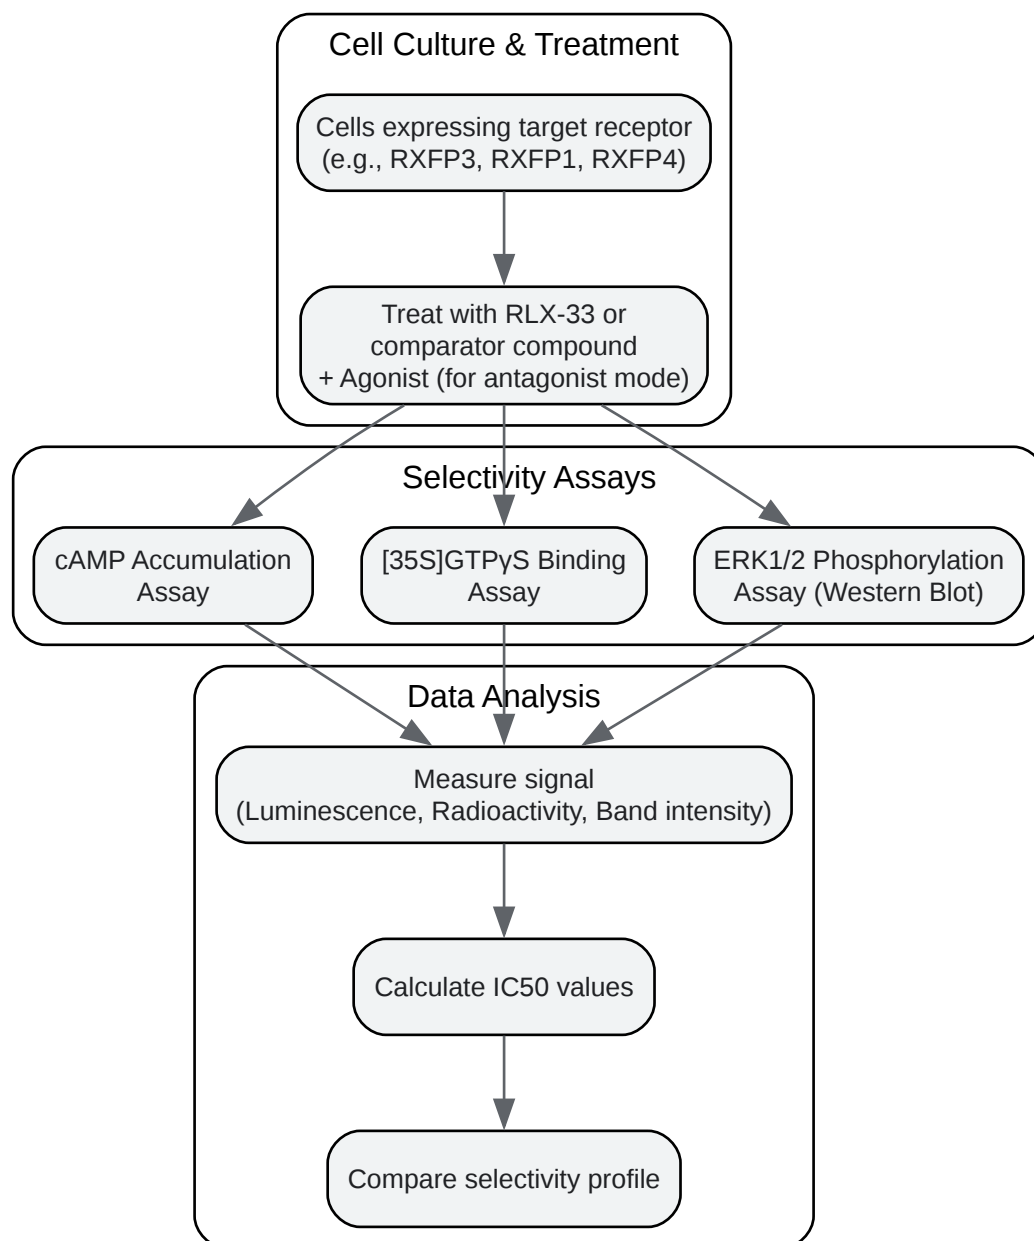 Cell Culture & Treatment
Cells expressing target receptor
(e.g., RXFP3, RXFP1, RXFP4)
Treat with RLX-33 or
comparator compound
+ Agonist (for antagonist mode)
Selectivity Assays
cAMP Accumulation
Assay
[35S]GTPγS Binding
Assay
ERK1/2 Phosphorylation
Assay (Western Blot)
Data Analysis
Measure signal
(Luminescence, Radioactivity, Band intensity)
Calculate IC50 values
Compare selectivity profile